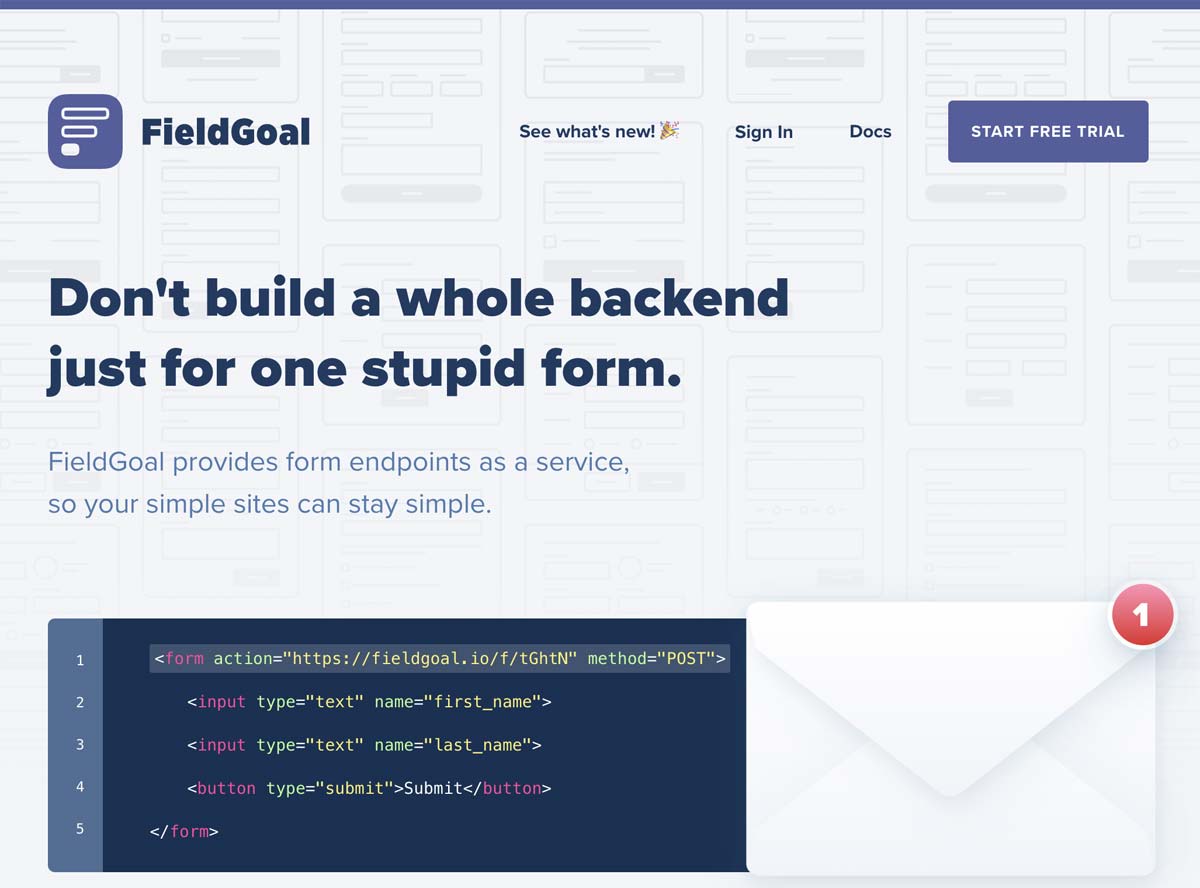 FieldGoal
See what's new! 🎉
Sign In
Docs
START FREE TRIAL
Don't build a whole backend
just for one stupid form.
FieldGoal provides form endpoints as a service,
so your simple sites can stay simple.
1
1 <form action="https://fieldgoal.io/f/tGhtN" method="POST">
2 <input type="text" name="first_name">
3 <input type="text" name="last_name">
4 <button type="submit">Submit</button>
5 </form>